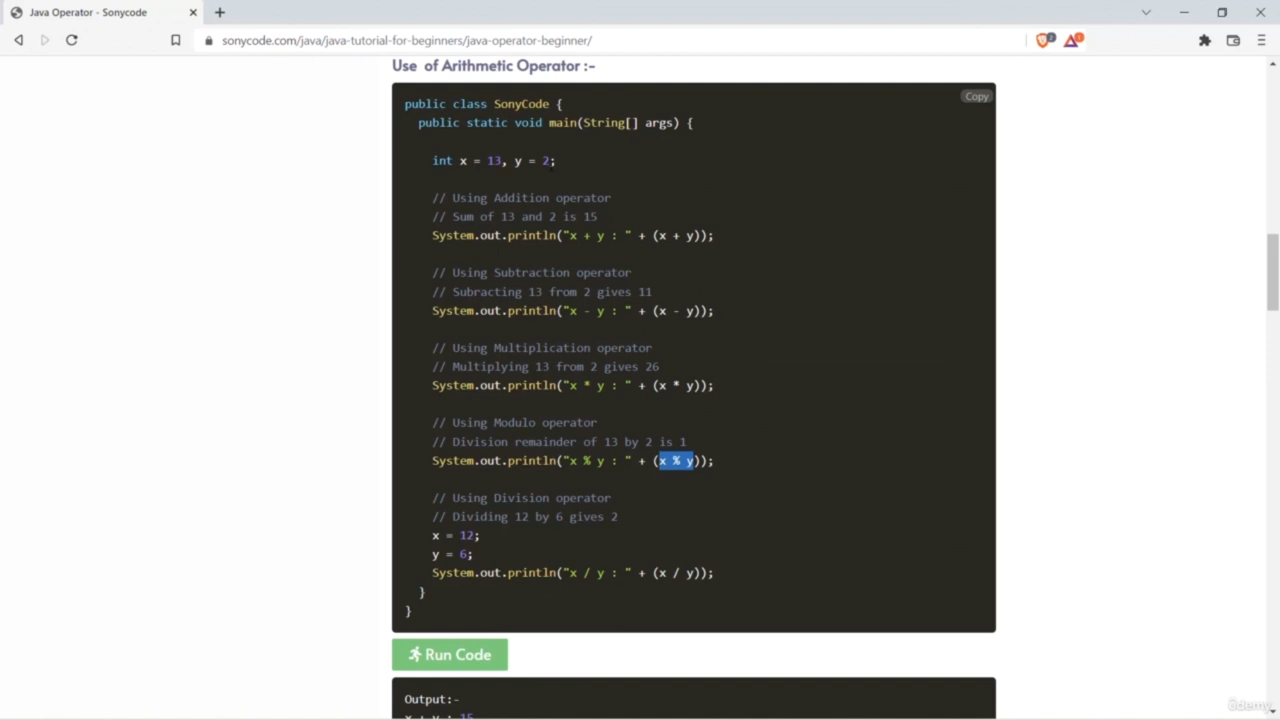 Java Operator - Sonycode
sonycode.com/java/java-tutorial-for-beginners/java-operator-beginner/
Use of Arithmetic Operator :-
Copy
public class SonyCode {
public static void main(String[] args) {
int x = 13, y = 2;
// Using Addition operator
// Sum of 13 and 2 is 15
System.out.println("x + y : " + (x + y));
// Using Subtraction operator
// Subracting 13 from 2 gives 11
System.out.println("x - y : " + (x - y));
// Using Multiplication operator
// Multiplying 13 from 2 gives 26
System.out.println("x * y : " + (x * y));
// Using Modulo operator
// Division remainder of 13 by 2 is 1
System.out.println("x % y : " + (x % y));
// Using Division operator
// Dividing 12 by 6 gives 2
x = 12;
y = 6;
System.out.println("x / y : " + (x / y));
}
}
Run Code
Output:-
x + y : 15
udemy